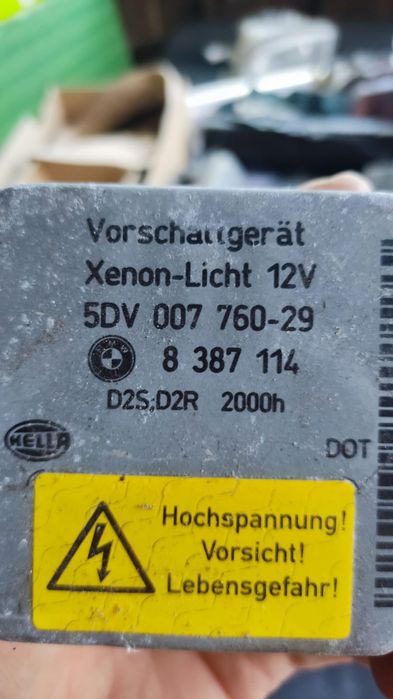 Vorschaltgerät
Xenon-Licht 12V
5DV 007 760-29
BMW 8 387 114
D2S,D2R 2000h
HELLA DOT
Hochspannung!
Vorsicht!
Lebensgefahr!